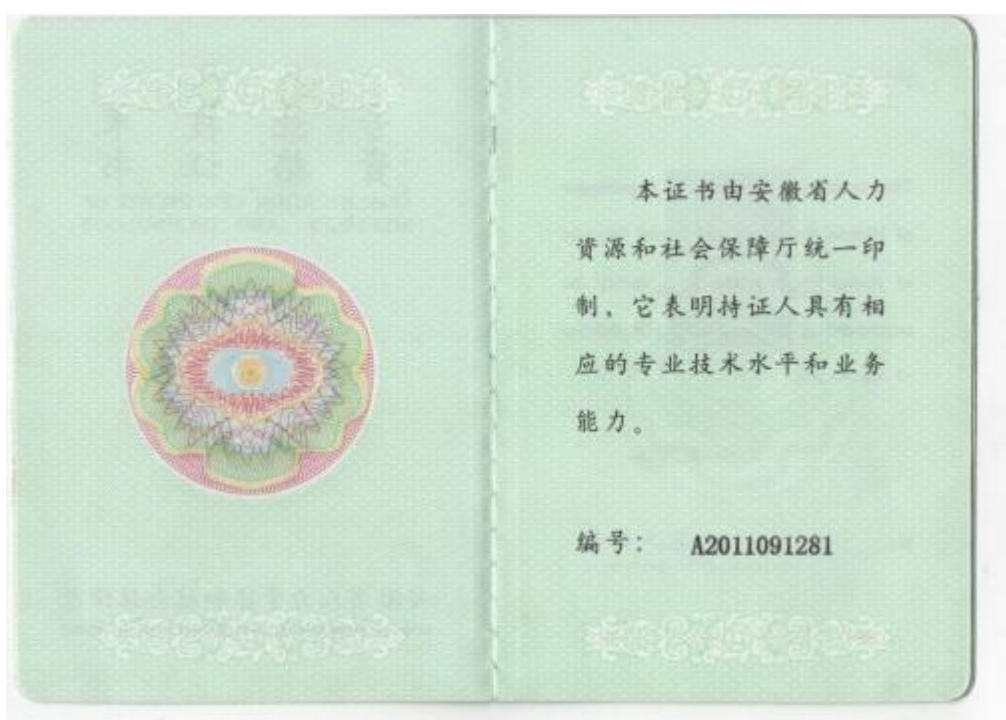 本证书由安徽省人力
资源和社会保障厅统一印
制、它表明持证人具有相
应的专业技术水平和业务
能力。
编号： A2011091281